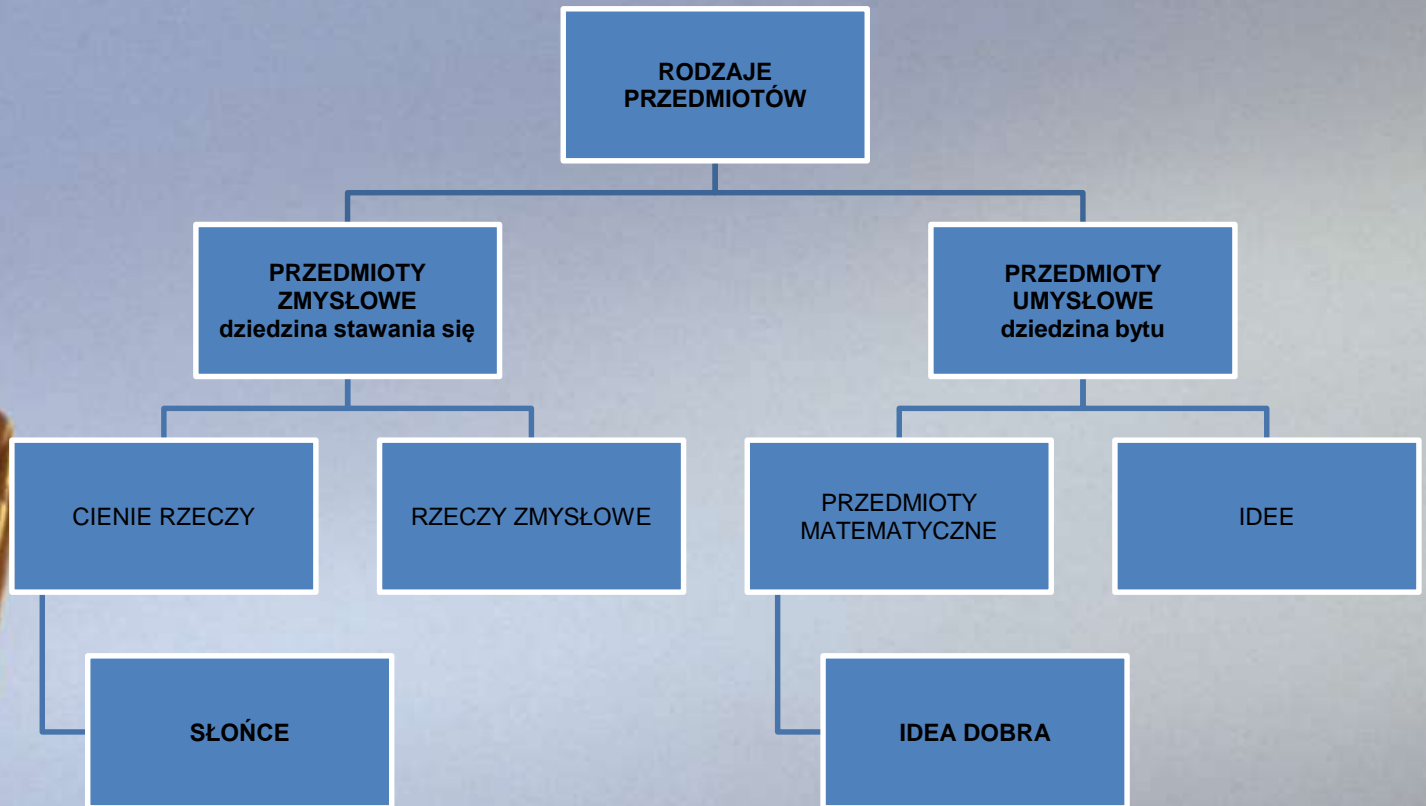 RODZAJE
PRZEDMIOTÓW
PRZEDMIOTY
ZMYSŁOWE
dziedzina stawania się
PRZEDMIOTY
UMYSŁOWE
dziedzina bytu
CIENIE RZECZY
RZECZY ZMYSŁOWE
PRZEDMIOTY
MATEMATYCZNE
IDEE
SŁOŃCE
IDEA DOBRA